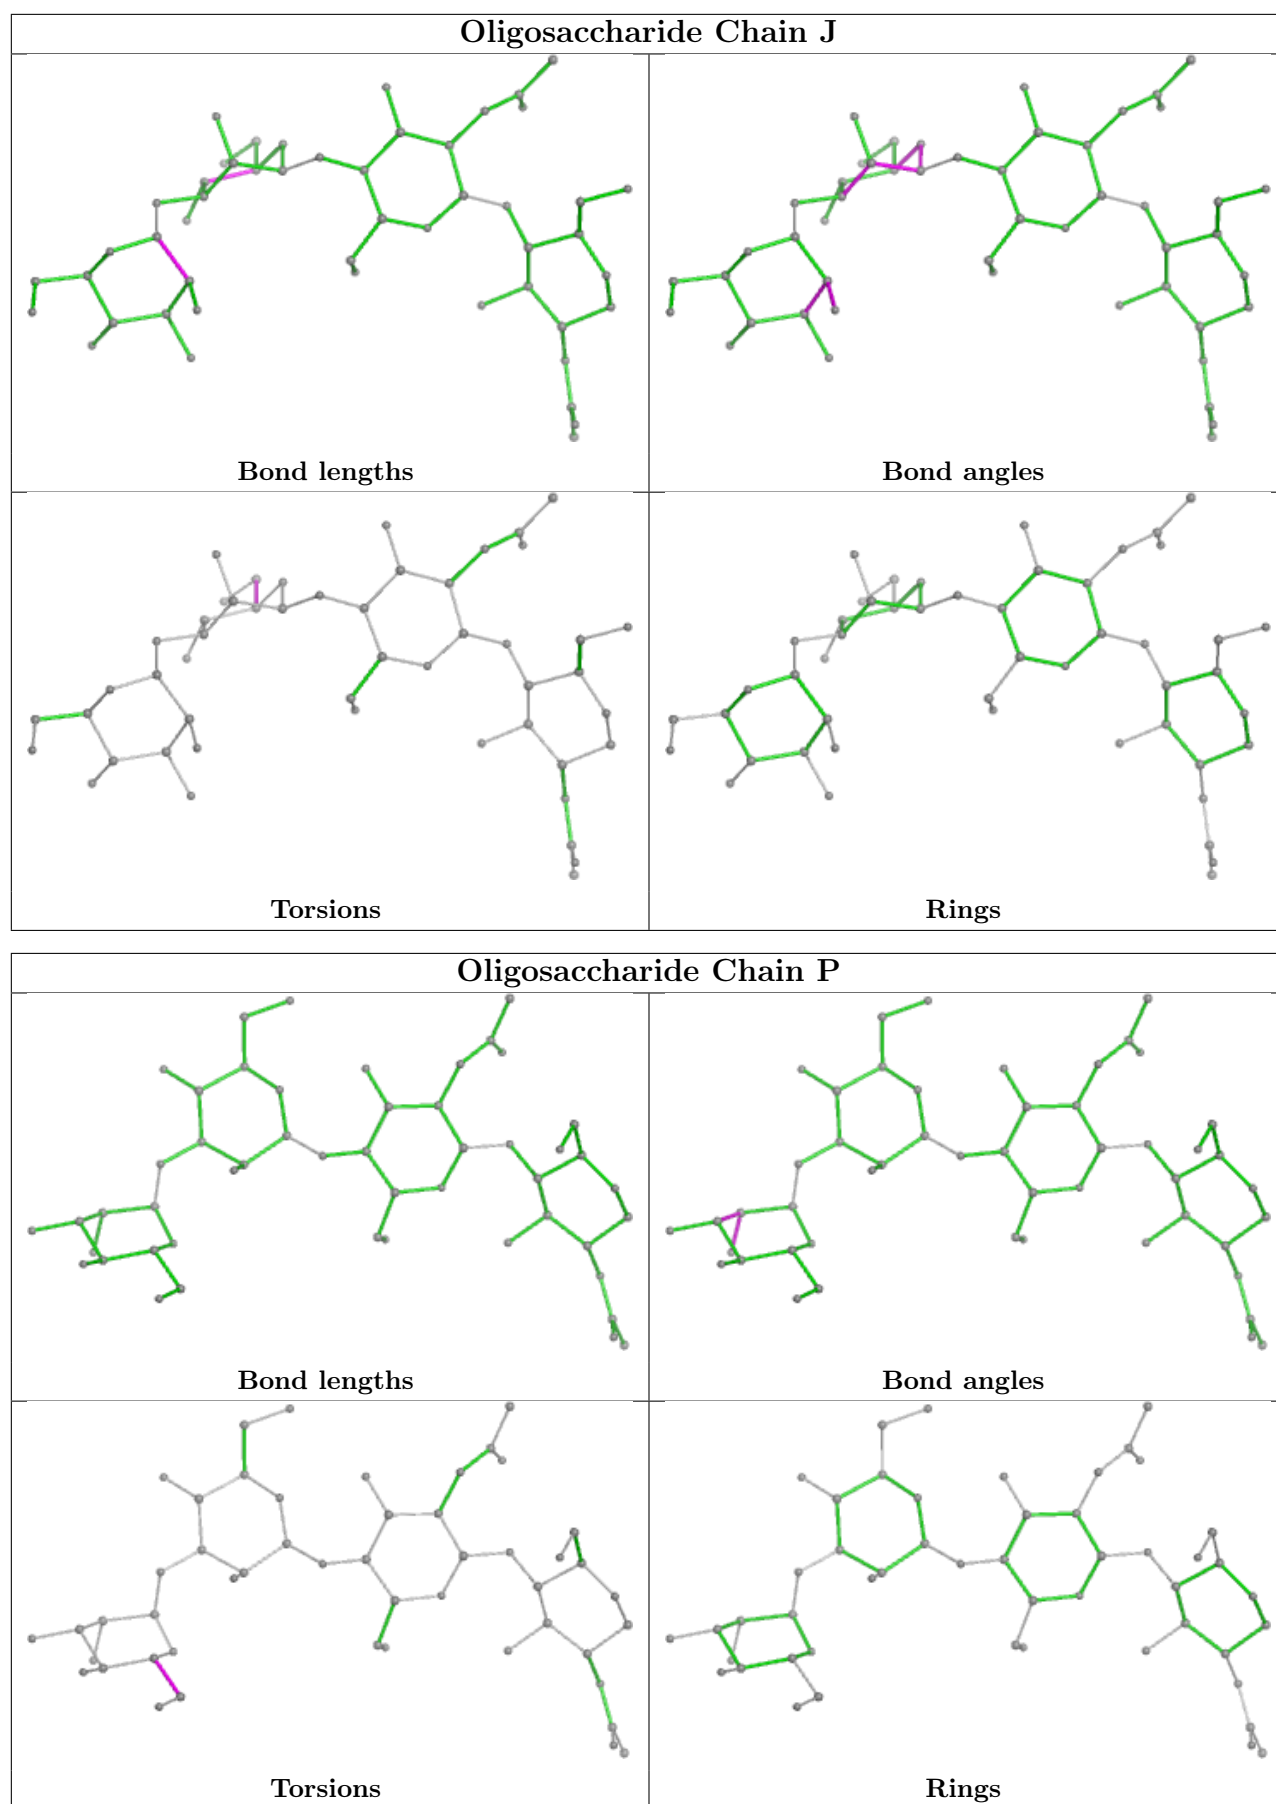 Oligosaccharide Chain J
Bond lengths
Bond angles
Torsions
Rings
Oligosaccharide Chain P
Bond lengths
Bond angles
Torsions
Rings